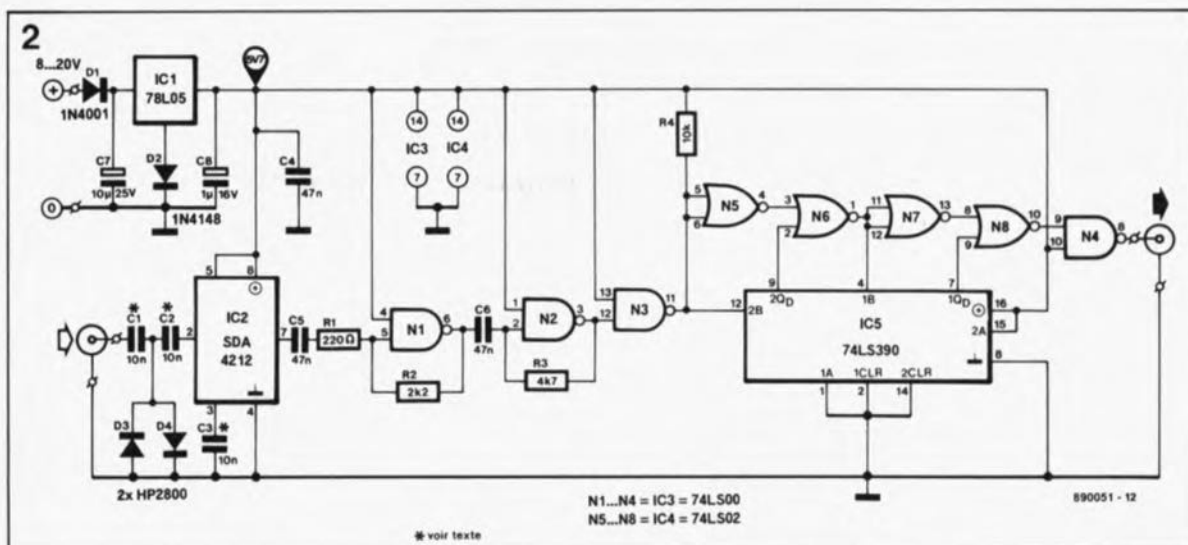 2
8...20V
D1
1N4001
IC1
78L05
5V7
C7
10µ 25V
D2
1N4148
C8
1µ 16V
C4
47n
14 14
IC3 IC4
7 7
R4
10k
5
6
N5
4
3
2
N6
1
11
12
N7
13
8
9
N8
10
9
10
N4
8
*
C1
10n
*
C2
10n
2
5 8
IC2
SDA
4212
7
3 4
C5
47n
R1
220Ω
4
5
N1
6
R2
2k2
C6
47n
1
2
N2
3
R3
4k7
13
12
N3
11
12
2B
9
2QD
4
1B
7
1QD
IC5
74LS390
16
15
2A
8
1A 1CLR 2CLR
1 2 14
D3
D4
C3 *
10n
2x HP2800
N1...N4 = IC3 = 74LS00
N5...N8 = IC4 = 74LS02
890051 - 12
* voir texte